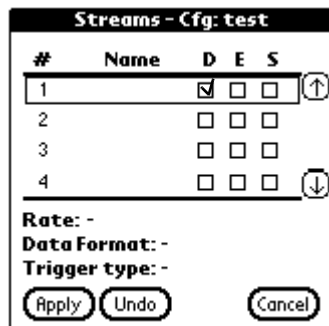 Streams - Cfg: test
# Name D E S
1
2
3
4
Rate: -
Data Format: -
Trigger type: -
Apply Undo Cancel